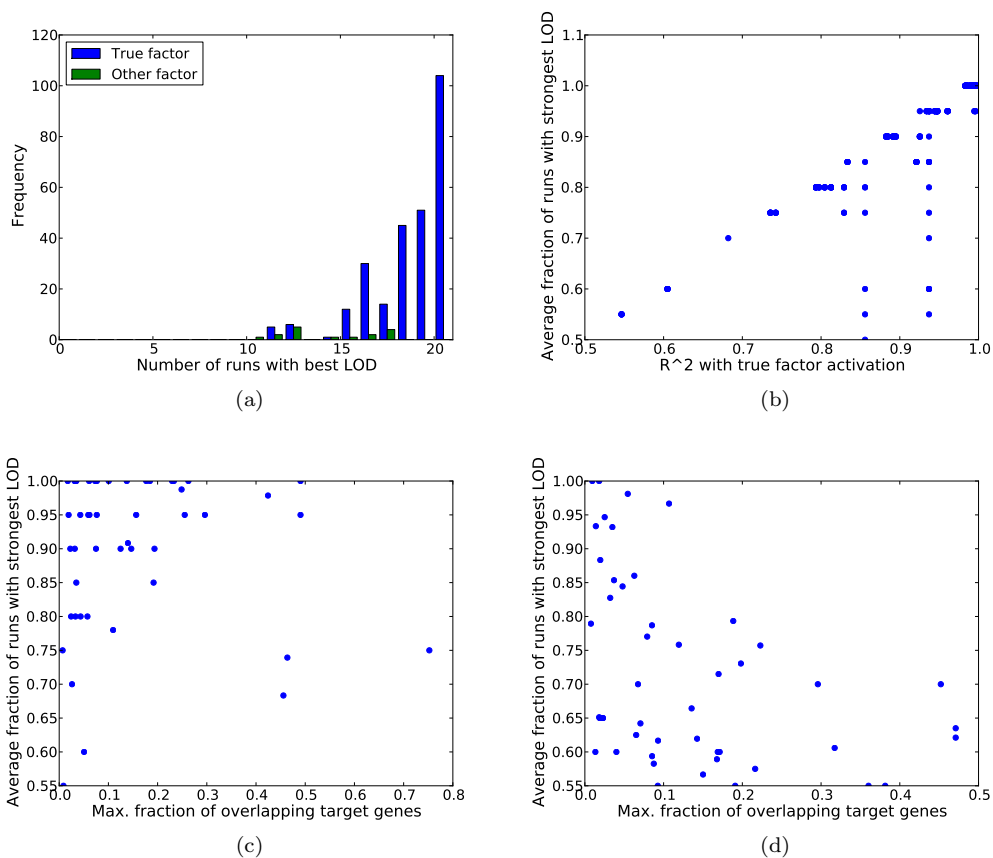 120
100
80
60
40
20
0
Frequency
True factor
Other factor
0 5 10 15 20
Number of runs with best LOD
(a)
1.1
1.0
0.9
0.8
0.7
0.6
0.5
Average fraction of runs with strongest LOD
0.5 0.6 0.7 0.8 0.9 1.0
R^2 with true factor activation
(b)
1.00
0.95
0.90
0.85
0.80
0.75
0.70
0.65
0.60
0.55
Average fraction of runs with strongest LOD
0.0 0.1 0.2 0.3 0.4 0.5 0.6 0.7 0.8
Max. fraction of overlapping target genes
(c)
1.00
0.95
0.90
0.85
0.80
0.75
0.70
0.65
0.60
0.55
Average fraction of runs with strongest LOD
0.0 0.1 0.2 0.3 0.4 0.5
Max. fraction of overlapping target genes
(d)